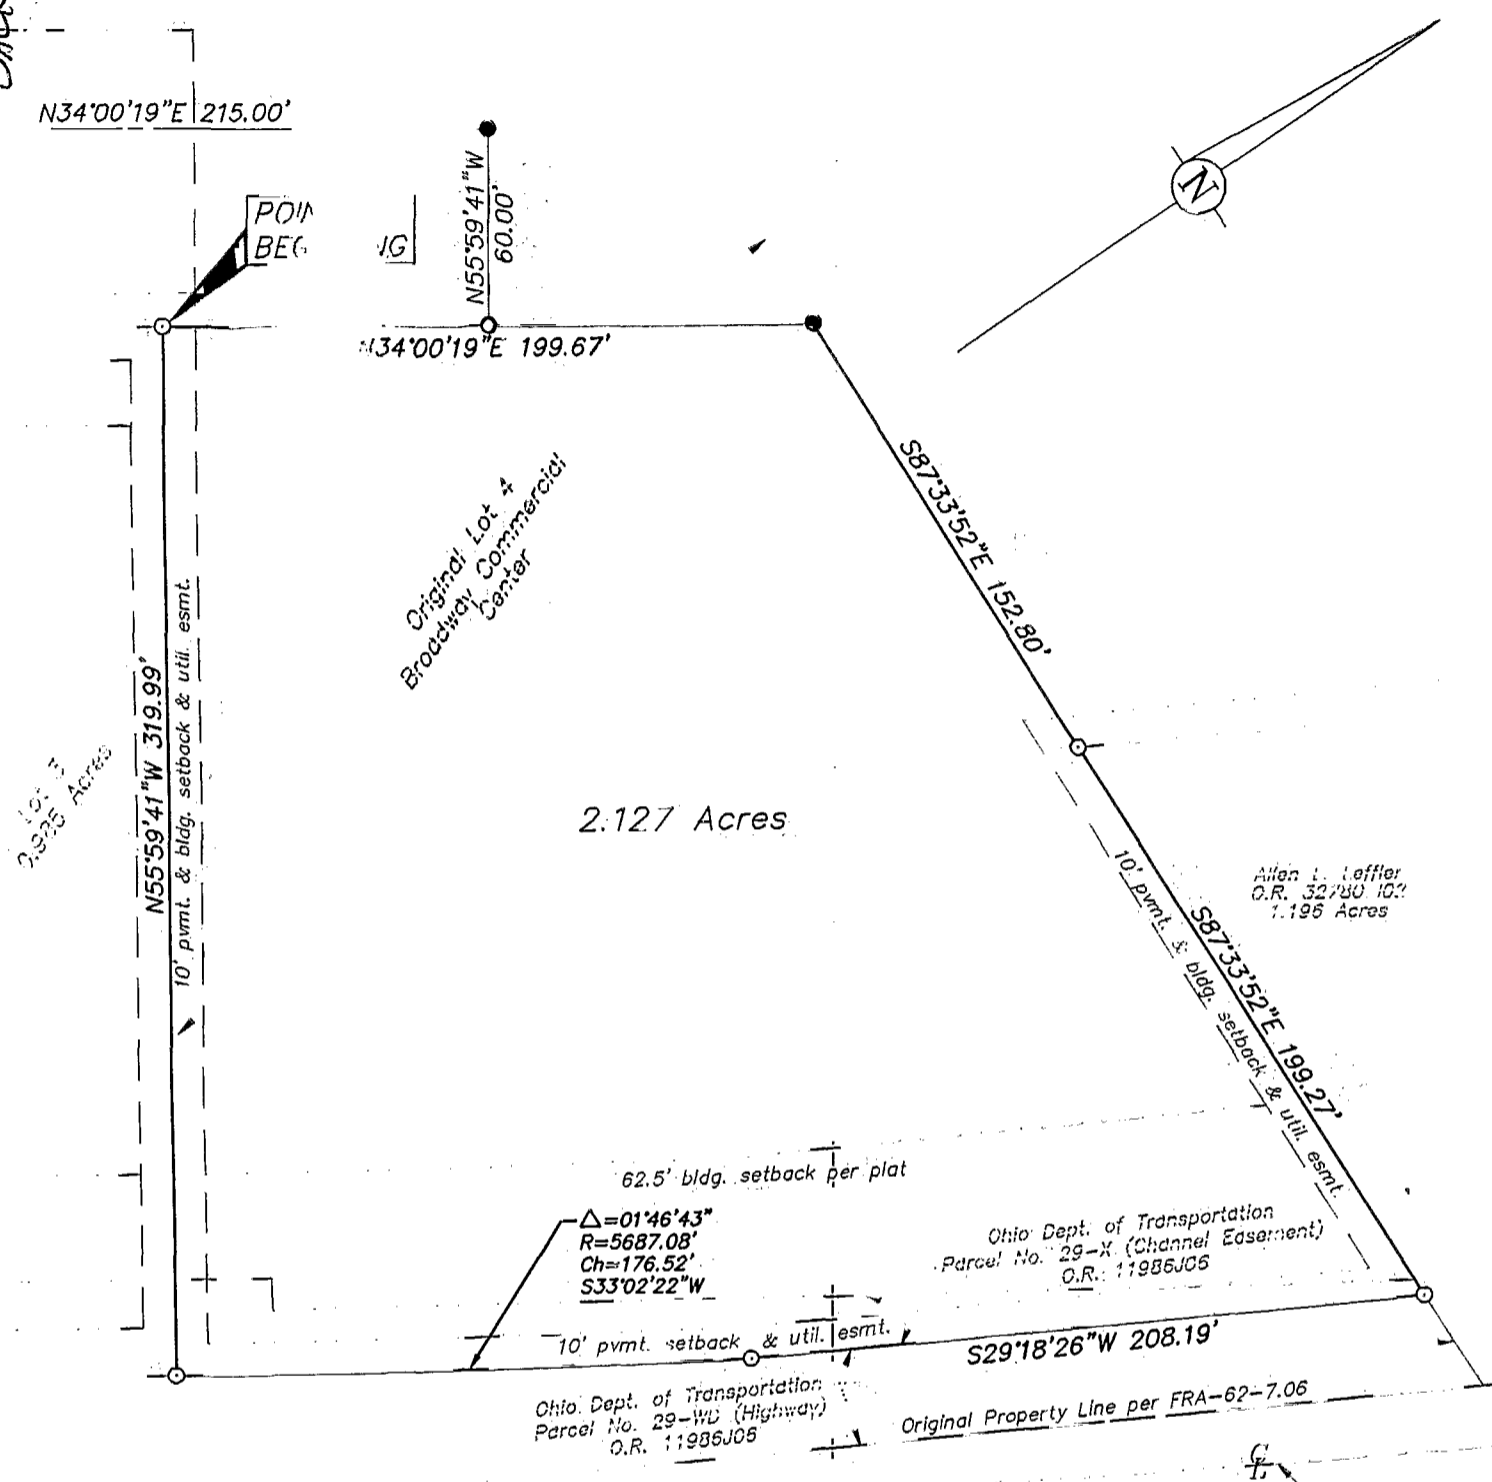 N34°00'19"E 215.00'
N
POIN
BEG NG
N55°59'41"W
60.00'
N34°00'19"E 199.67'
S87°33'52"E 152.80'
Original Lot 4
Broadway Commercial
Center
N55°59'41"W 319.99'
10' pvmt. & bldg. setback & util. esmt.
Acres
2.127 Acres
Allen L. Leffler
O.R.
1.196 Acres
S87°33'52"E 199.27'
10' pvmt. & bldg. setback & util. esmt.
62.5' bldg. setback per plat
Δ=01°46'43"
R=5687.08'
Ch=176.52'
S33°02'22"W
Ohio Dept. of Transportation
Parcel No. 29-X (Channel Easement)
O.R. 11986J06
10' pvmt. setback & util. esmt.
S29°18'26"W 208.19'
Ohio Dept. of Transportation
Parcel No. 29-WD (Highway)
O.R. 11986J06
Original Property Line per FRA-62-7.06